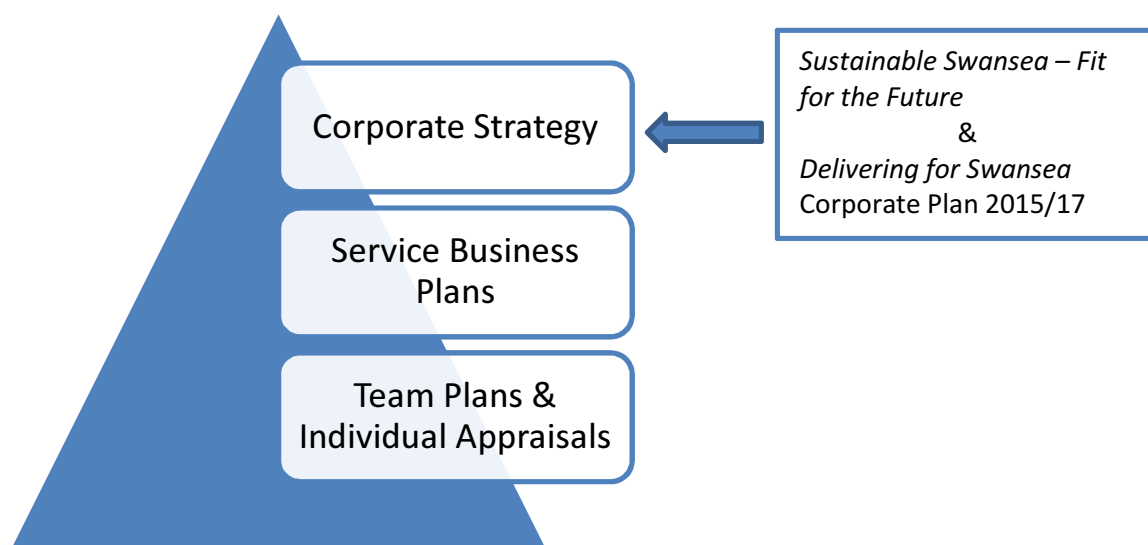 Corporate Strategy
Service Business
Plans
Team Plans &
Individual Appraisals
Sustainable Swansea – Fit
for the Future
&
Delivering for Swansea
Corporate Plan 2015/17